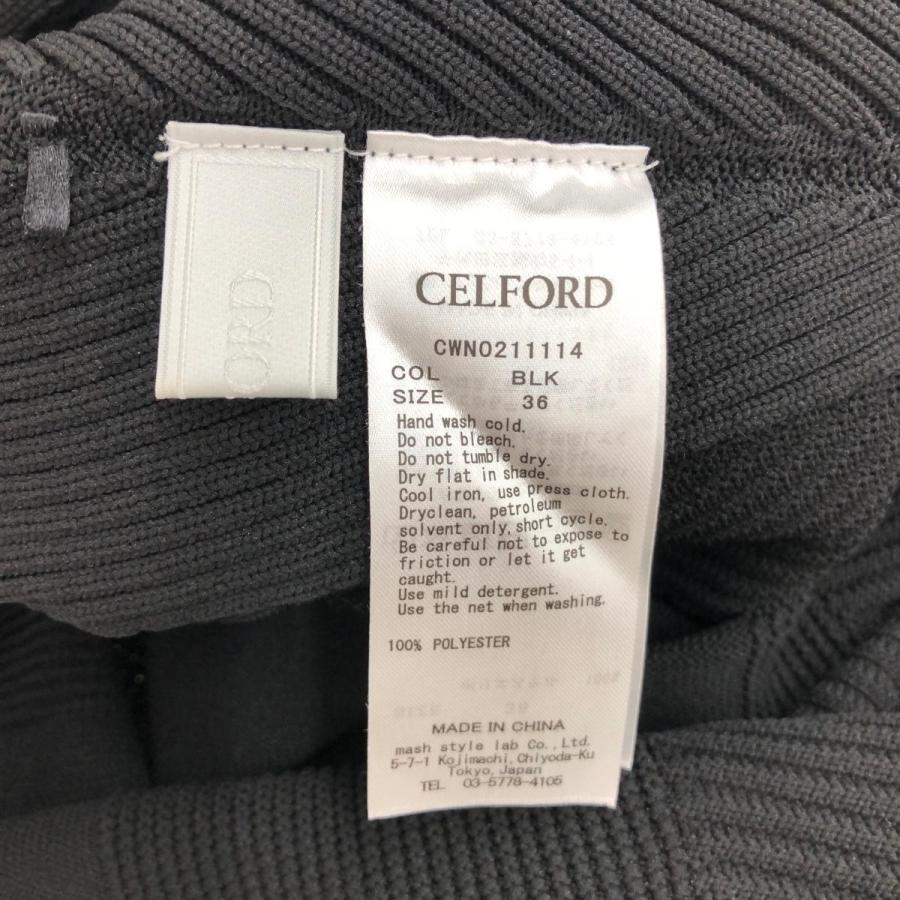 ORD
CELFORD
CWNO211114
COL BLK
SIZE 36
Hand wash cold.
Do not bleach.
Do not tumble dry.
Dry flat in shade.
Cool iron, use press cloth.
Dryclean, petroleum
solvent only, short cycle.
Be careful not to expose to
friction or let it get
caught.
Use mild detergent.
Use the net when washing.
100% POLYESTER
MADE IN CHINA
mash style lab Co., Ltd.
5-7-1 Kojimachi, Chiyoda-Ku
Tokyo, Japan
TEL 03-5778-4105